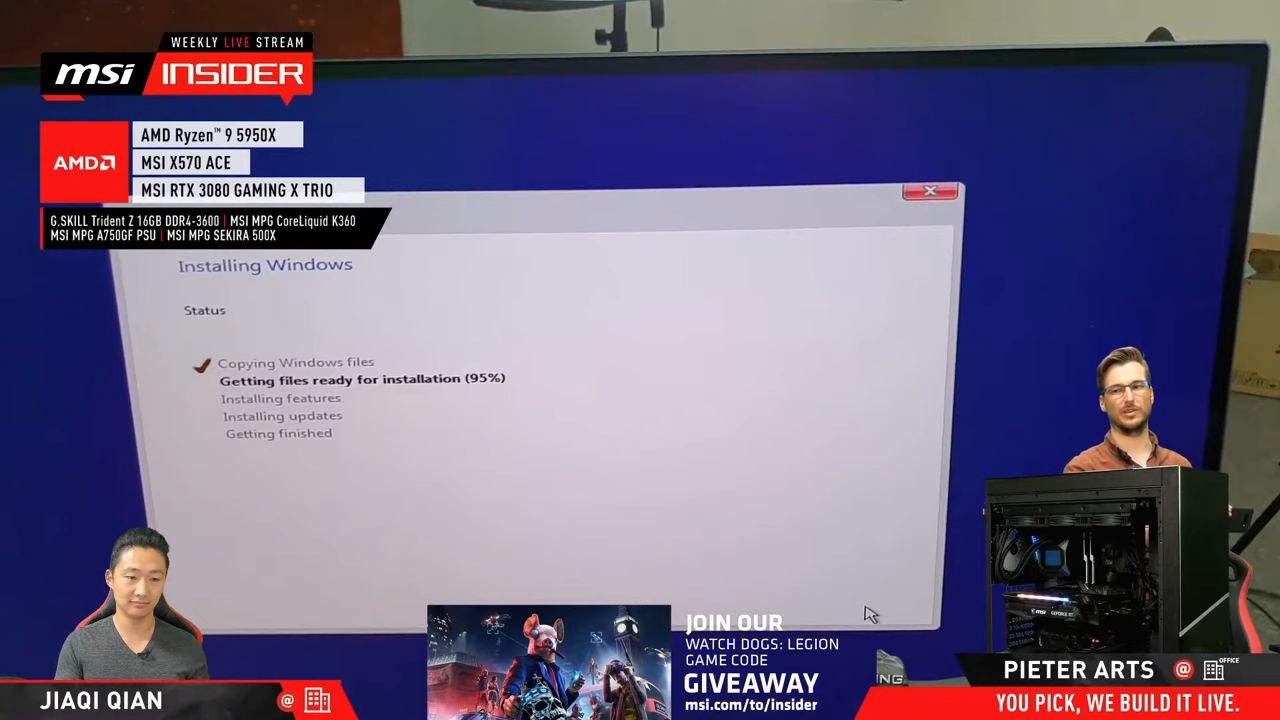 WEEKLY LIVE STREAM
msi INSIDER
AMD
AMD Ryzen™ 9 5950X
MSI X570 ACE
MSI RTX 3080 GAMING X TRIO
G.SKILL Trident Z 16GB DDR4-3600 | MSI MPG CoreLiquid K360
MSI MPG A750GF PSU | MSI MPG SEKIRA 500X
Installing Windows
Status
Copying Windows files
Getting files ready for installation (95%)
Installing features
Installing updates
Getting finished
JOIN OUR
WATCH DOGS: LEGION
GAME CODE
GIVEAWAY
msi.com/to/insider
JIAQI QIAN @
PIETER ARTS @ OFFICE
YOU PICK, WE BUILD IT LIVE.